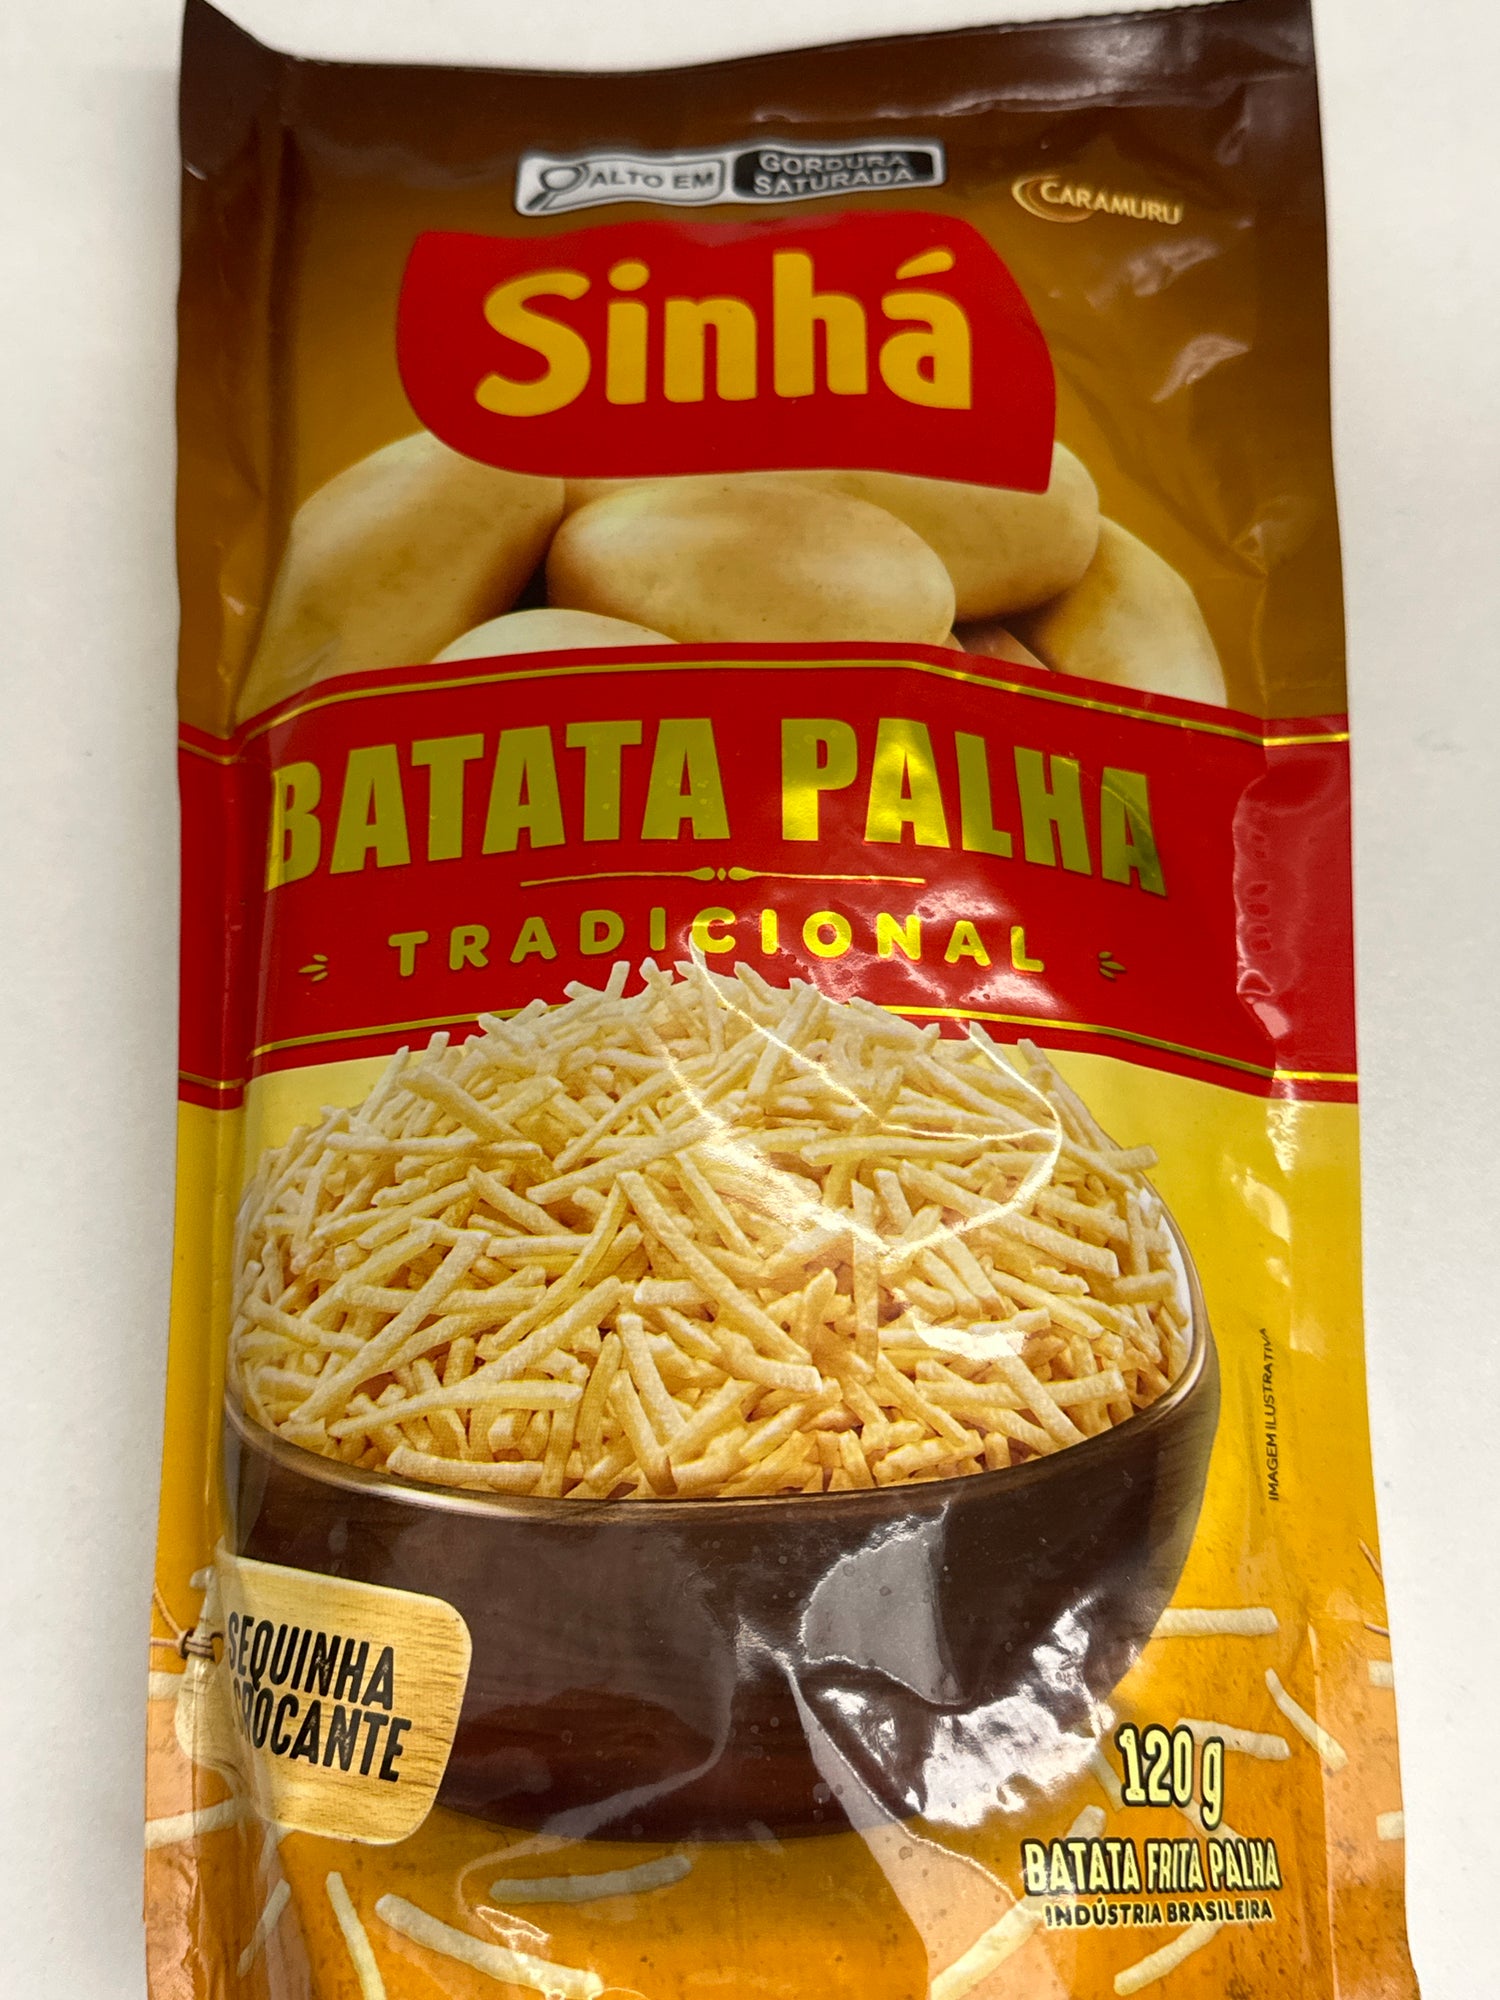 ALTO EM
GORDURA
SATURADA
CARAMURU
Sinhá
BATATA PALHA
TRADICIONAL
IMAGEM ILUSTRATIVA
SEQUINHA
CROCANTE
120 g
BATATA FRITA PALHA
INDÚSTRIA BRASILEIRA